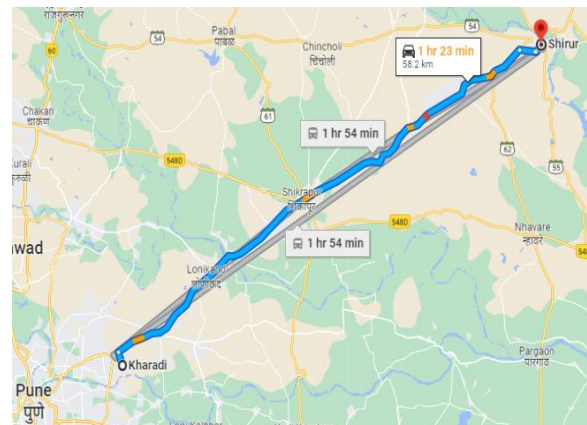 राजगुरूनगर
54
Pabal
पाबळ
54
Shirur
1 hr 23 min
58.2 km
Chincholi
चिंचोली
60
Chakan
चाकण
61
1 hr 54 min
53
548D
62
55
Shikrapur
शिक्रापूर
548D
Nhavare
न्हावरे
1 hr 54 min
Lonikand
Kharadi
Pargaon
पारगाव
Pune
पुणे